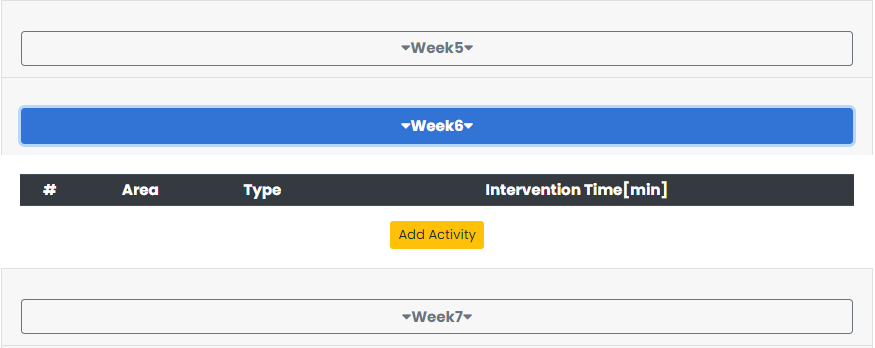 Week5
Week6
# Area Type Intervention Time[min]
Add Activity
Week7